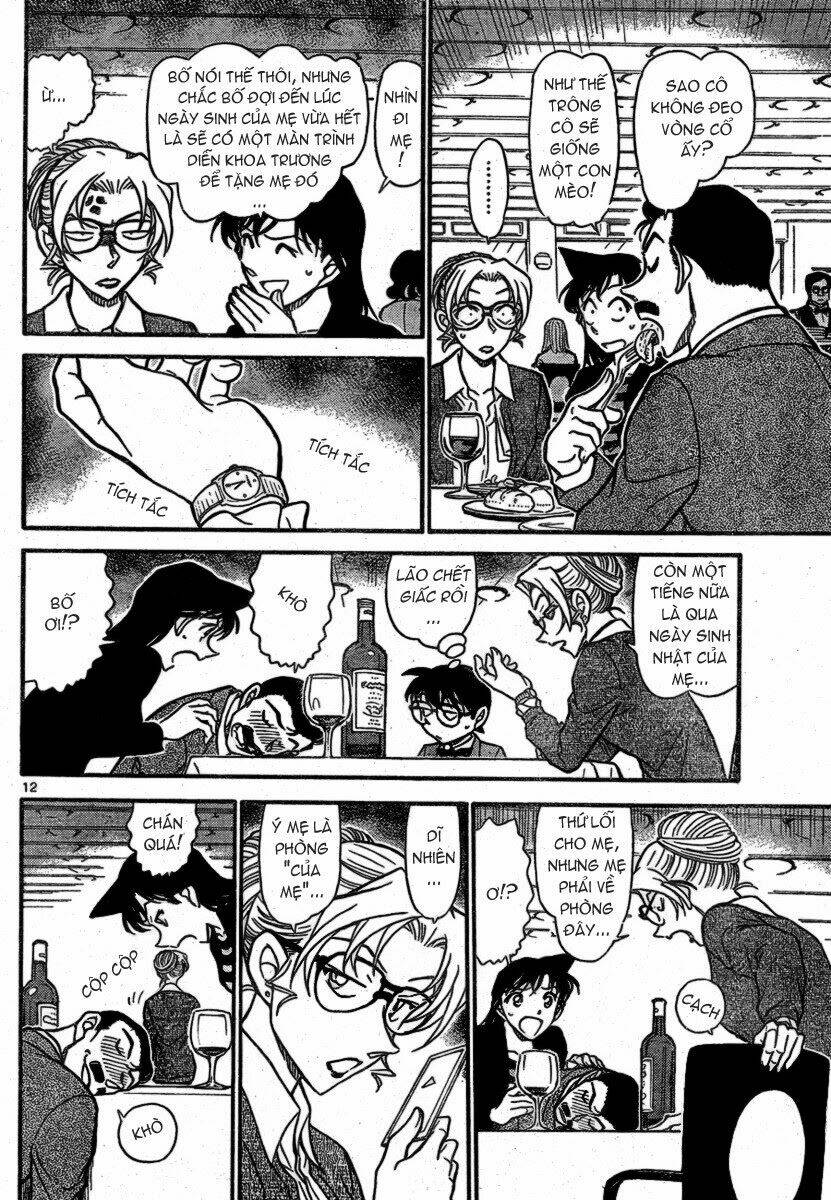 SAO CÔ
KHÔNG ĐEO
VÒNG CỔ
ẤY?
NHƯ THẾ
TRÔNG
CÔ SẼ
GIỐNG
MỘT CON
MÈO!
........
NHÌN
ĐI
MẸ
!
BỐ NÓI THẾ THÔI, NHƯNG
CHẮC BỐ ĐỢI ĐẾN LÚC
NGÀY SINH CỦA MẸ VỪA HẾT
LÀ SẼ CÓ MỘT MÀN TRÌNH
DIỄN KHOA TRƯƠNG
ĐỂ TẶNG MẸ ĐÓ
...
Ừ...
TÍCH TẮC
TÍCH TẮC
CÒN MỘT
TIẾNG NỮA
LÀ QUA
NGÀY SINH
NHẬT CỦA
MẸ...
LÃO CHẾT
GIẤC RỒI
...
KHÒ
BỐ
ƠI!?
12
THỨ LỖI
CHO MẸ,
NHƯNG MẸ
PHẢI VỀ
PHÒNG
ĐÂY...
Ơ!?
CẠCH
DĨ
NHIÊN
...
Ý MẸ LÀ
PHÒNG
"CỦA
MẸ"...
CHÁN
QUÁ!
CỘP CỘP
KHÒ